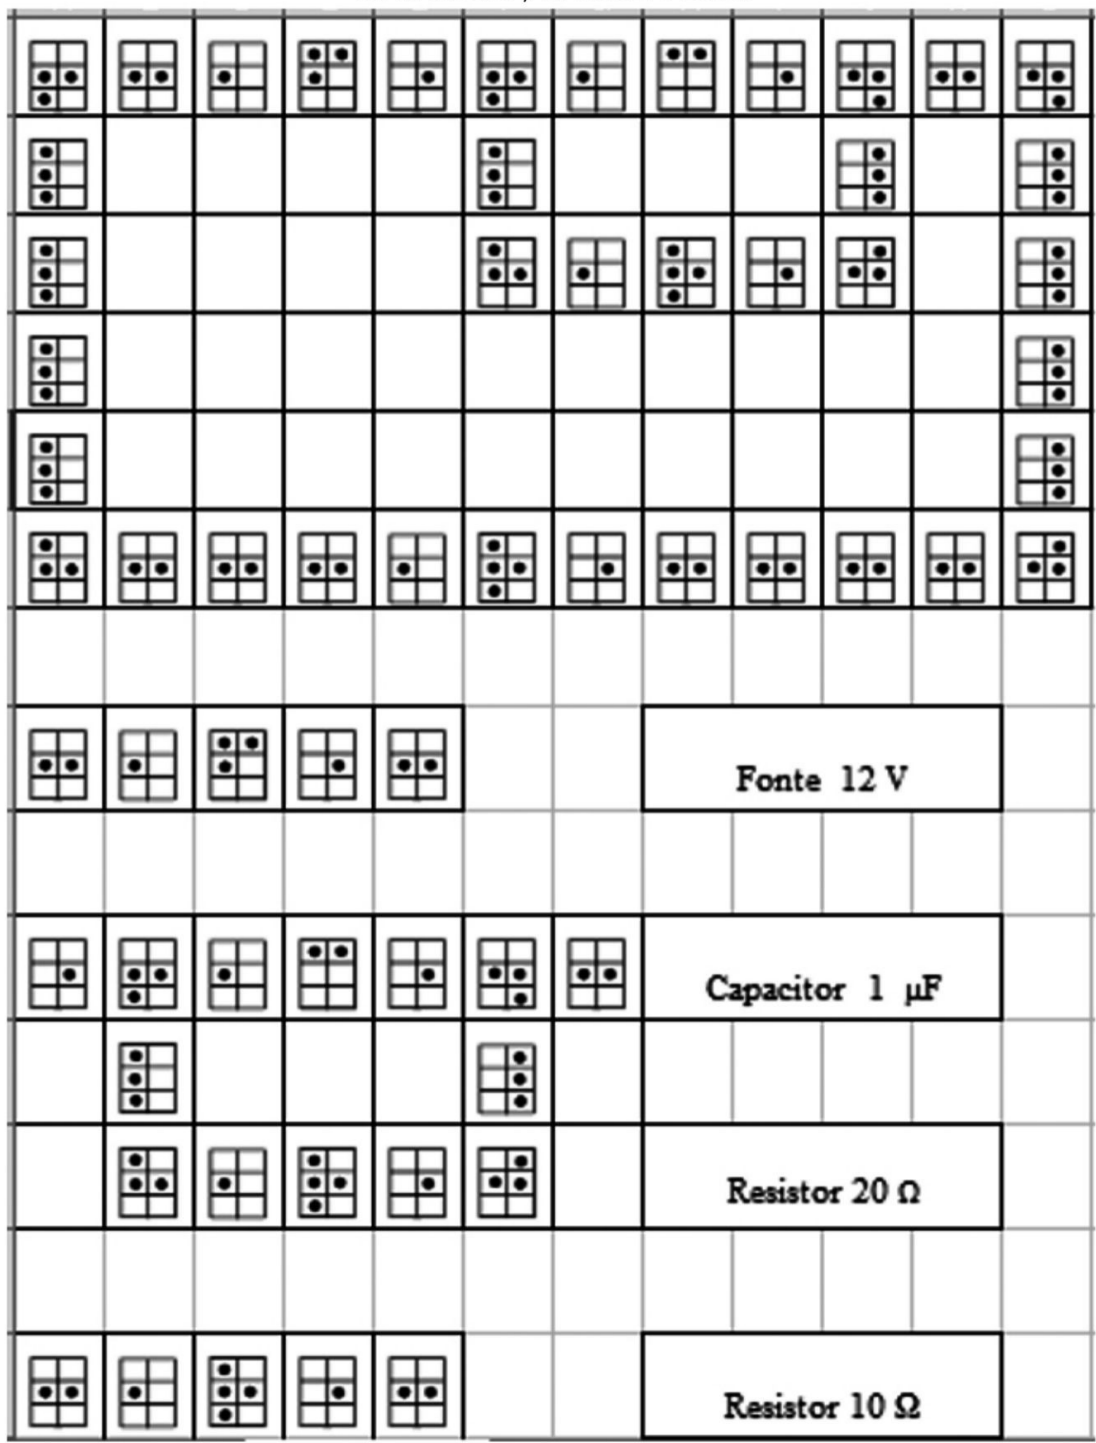 ⠖⠒⠂⠋⠐⠖⠂⠉⠐⠲⠒⠲
⠇ ⠇ ⠸ ⠸
⠇ ⠓⠂⠗⠐⠚ ⠸
⠇ ⠸
⠇ ⠸
⠓⠒⠒⠒⠂⠗⠐⠒⠒⠒⠒⠚
⠒⠂⠋⠐⠒ Fonte 12 V
⠐⠖⠂⠉⠐⠲⠒ Capacitor 1 µF
⠇ ⠸
⠓⠂⠗⠐⠚ Resistor 20 Ω
⠒⠂⠗⠐⠒ Resistor 10 Ω